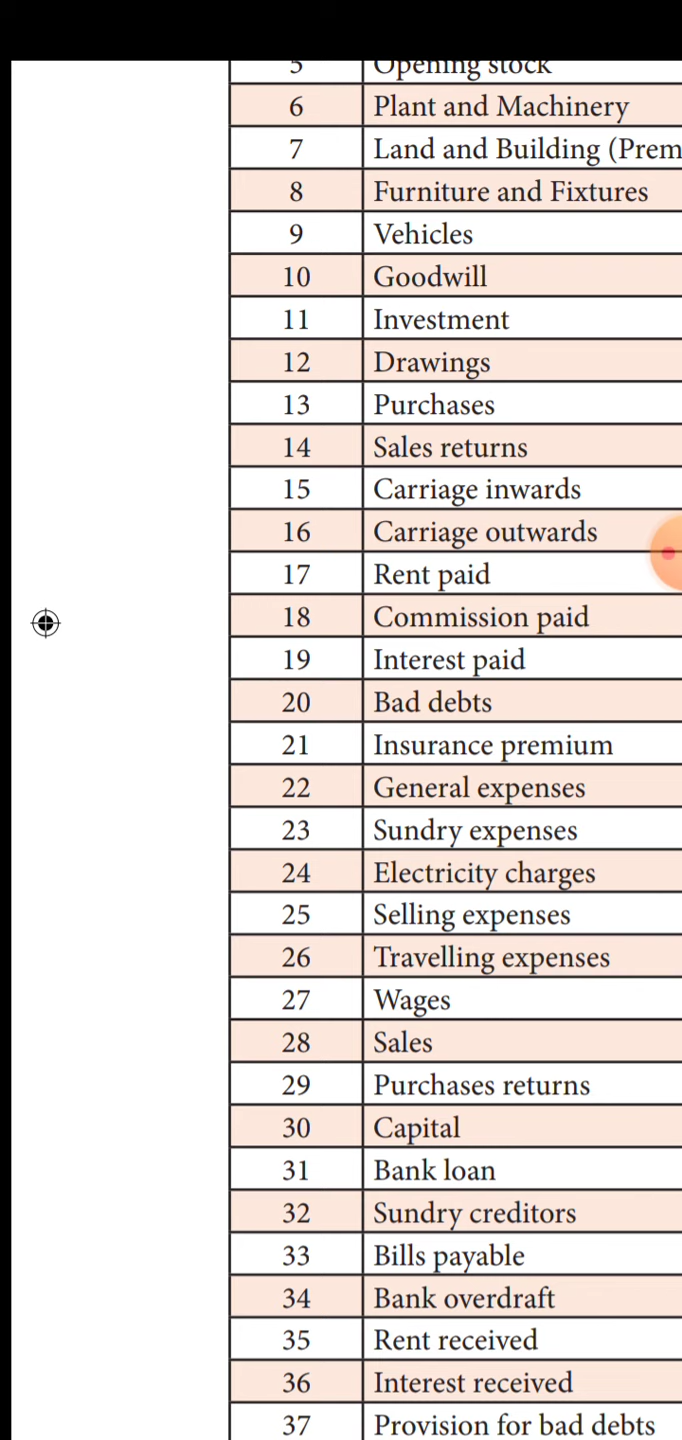 5 Opening stock
6 Plant and Machinery
7 Land and Building (Prem
8 Furniture and Fixtures
9 Vehicles
10 Goodwill
11 Investment
12 Drawings
13 Purchases
14 Sales returns
15 Carriage inwards
16 Carriage outwards
17 Rent paid
18 Commission paid
19 Interest paid
20 Bad debts
21 Insurance premium
22 General expenses
23 Sundry expenses
24 Electricity charges
25 Selling expenses
26 Travelling expenses
27 Wages
28 Sales
29 Purchases returns
30 Capital
31 Bank loan
32 Sundry creditors
33 Bills payable
34 Bank overdraft
35 Rent received
36 Interest received
37 Provision for bad debts